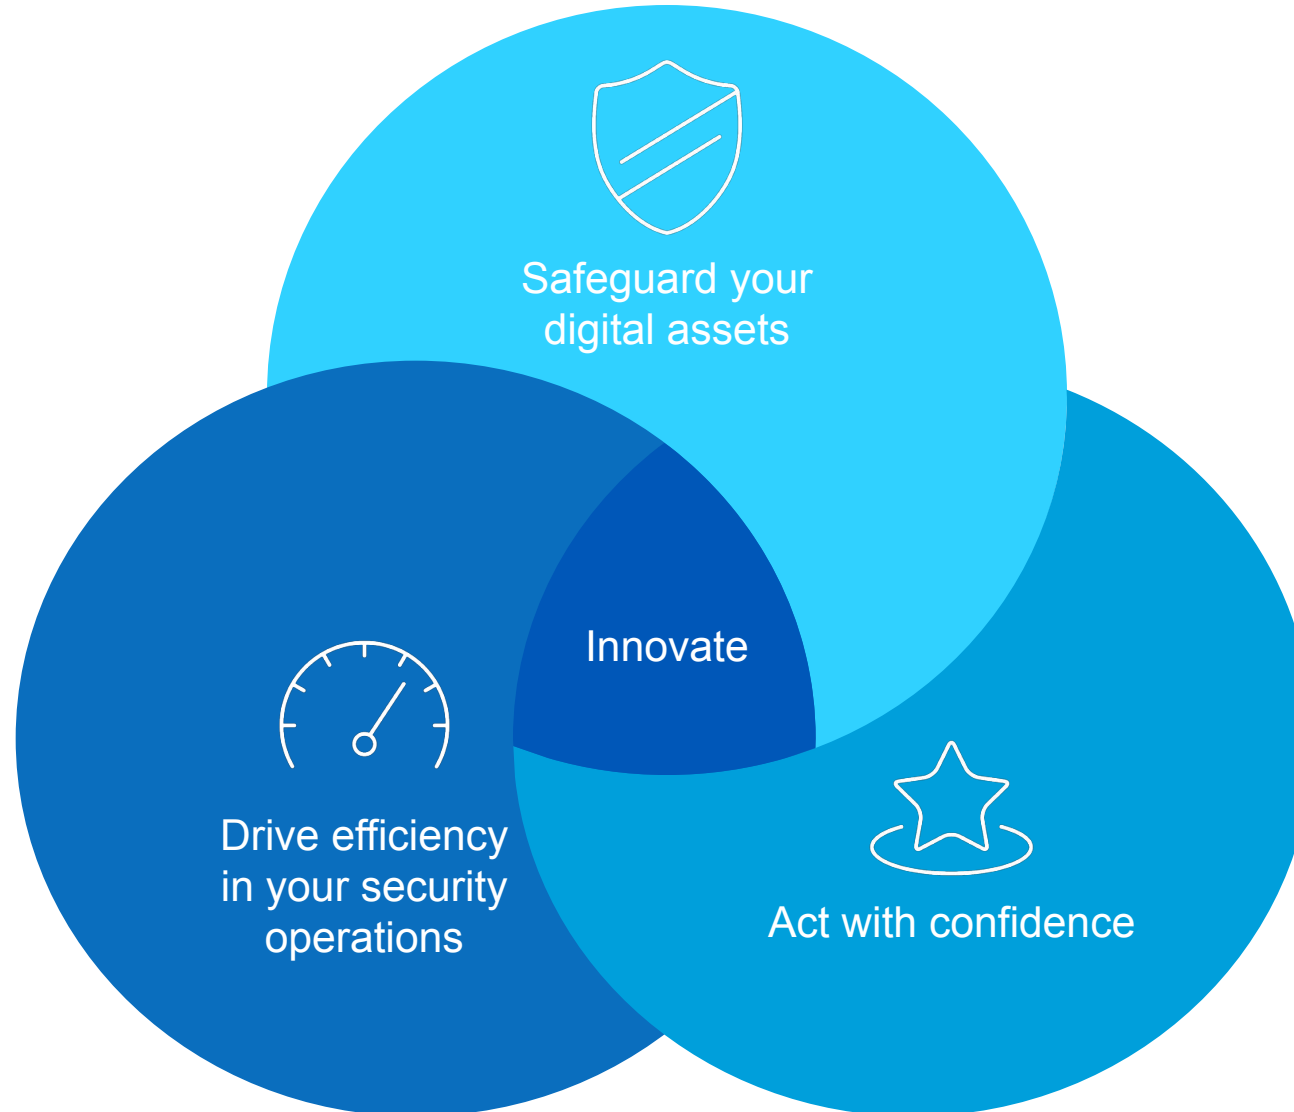 Safeguard your
digital assets
Innovate
Drive efficiency
in your security
operations
Act with confidence